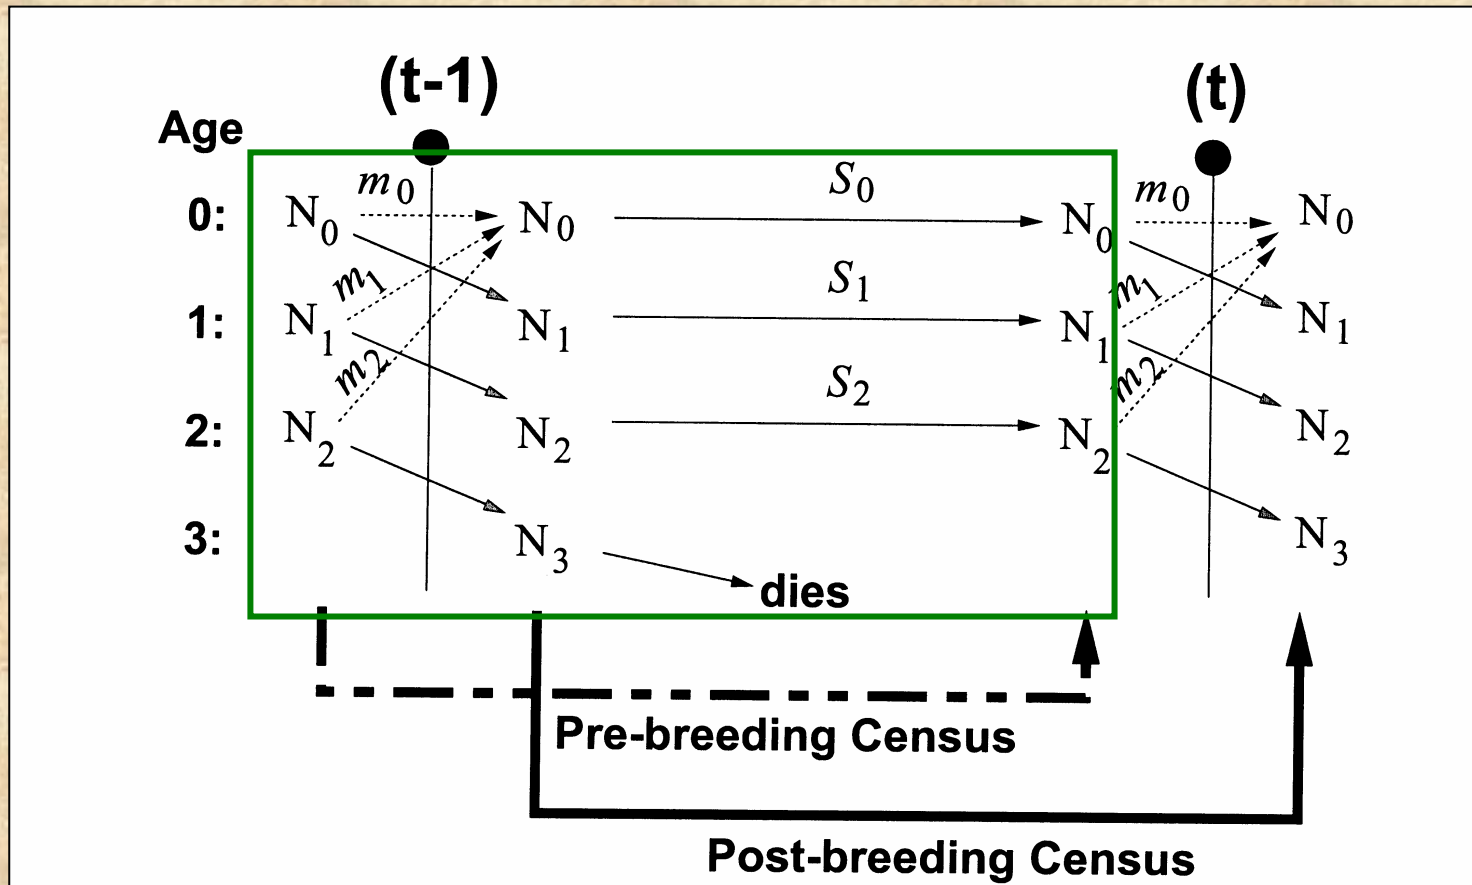 (t-1) (t)
Age
0: N0 m0 N0 S0 N0 m0 N0
m1 m1
1: N1 N1 S1 N1 N1
m2 m2
2: N2 N2 S2 N2 N2
3: N3 N3
dies
Pre-breeding Census
Post-breeding Census